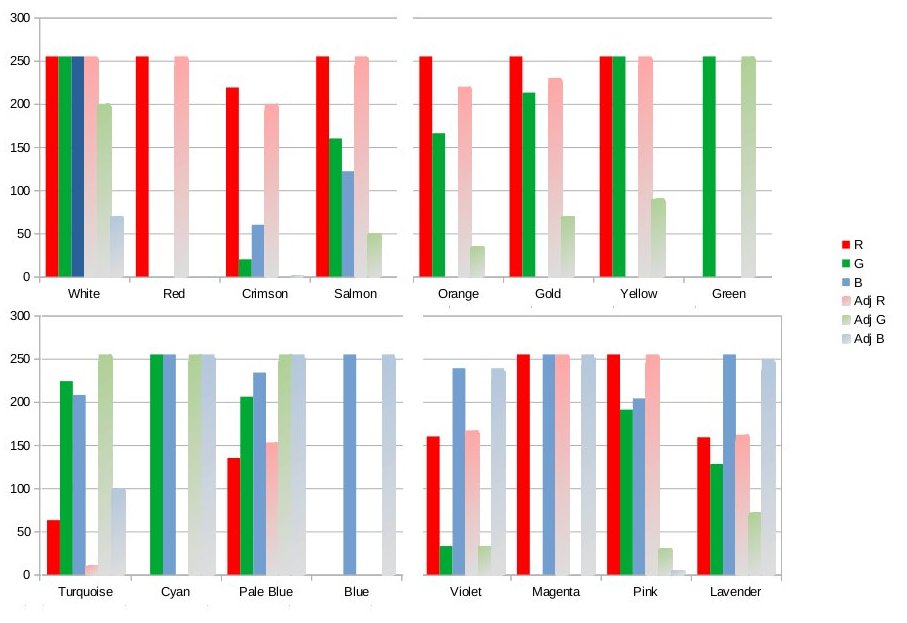 300
250
200
150
100
50
0
White Red Crimson Salmon Orange Gold Yellow Green
300
250
200
150
100
50
0
Turquoise Cyan Pale Blue Blue Violet Magenta Pink Lavender
R
G
B
Adj R
Adj G
Adj B